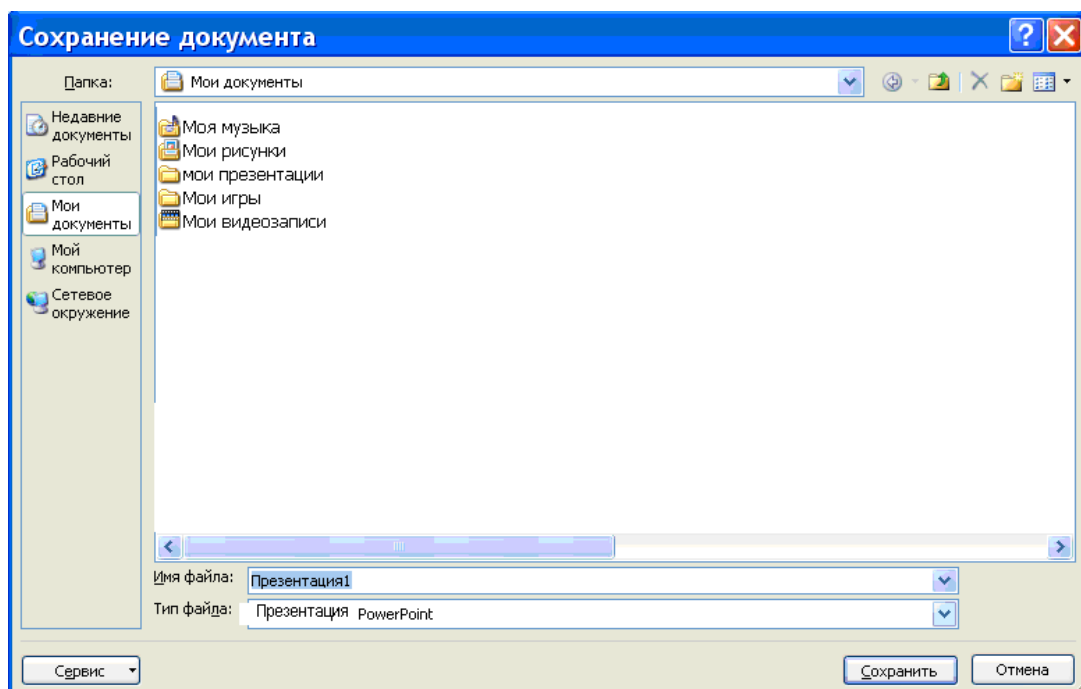 Сохранение документа
Папка:
Мои документы
Недавние
документы
Рабочий
стол
Мои
документы
Мой
компьютер
Сетевое
окружение
Моя музыка
Мои рисунки
мои презентации
Мои игры
Мои видеозаписи
Имя файла:
Презентация1
Тип файла:
Презентация PowerPoint
Сервис
Сохранить
Отмена